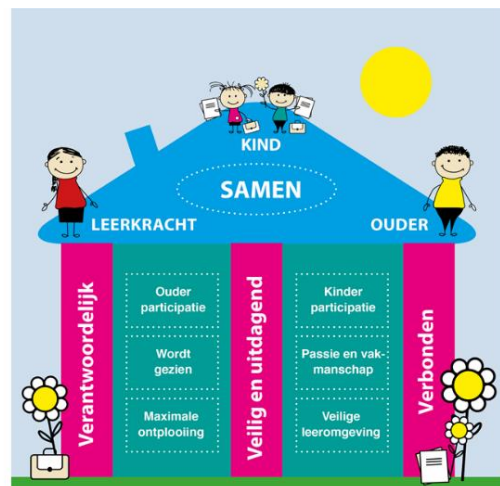 KIND
SAMEN
LEERKRACHT
OUDER
Verantwoordelijk
Ouder
participatie
Wordt
gezien
Maximale
ontplooiing
Veilig en uitdagend
Kinder
participatie
Passie en vak-
manschap
Veilige
leeromgeving
Verbonden